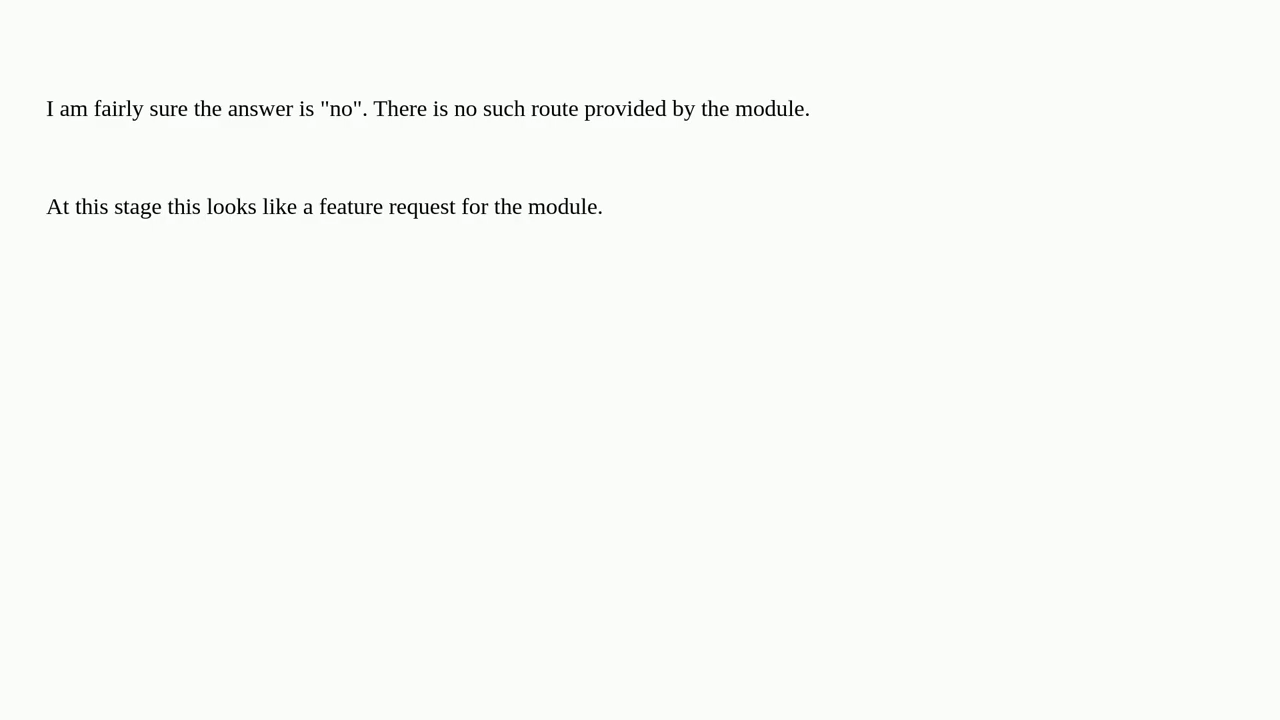 I am fairly sure the answer is "no". There is no such route provided by the module.
At this stage this looks like a feature request for the module.